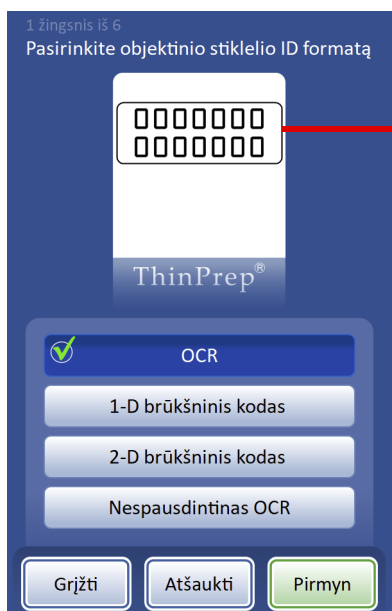 1 žingsnis iš 6
Pasirinkite objektinio stiklelio ID formatą
0000000
0000000
ThinPrep®
OCR
1-D brūkšninis kodas
2-D brūkšninis kodas
Nespausdintinas OCR
Grįžti
Atšaukti
Pirmyn